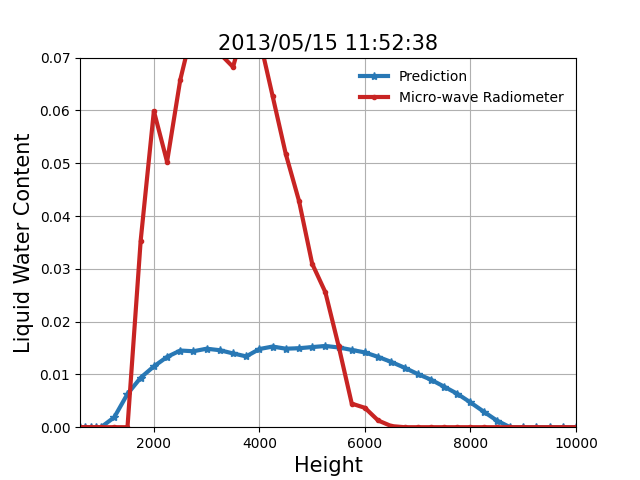 2013/05/15 11:52:38
Prediction
Micro-wave Radiometer
Liquid Water Content
0.07
0.06
0.05
0.04
0.03
0.02
0.01
0.00
2000 4000 6000 8000 10000
Height